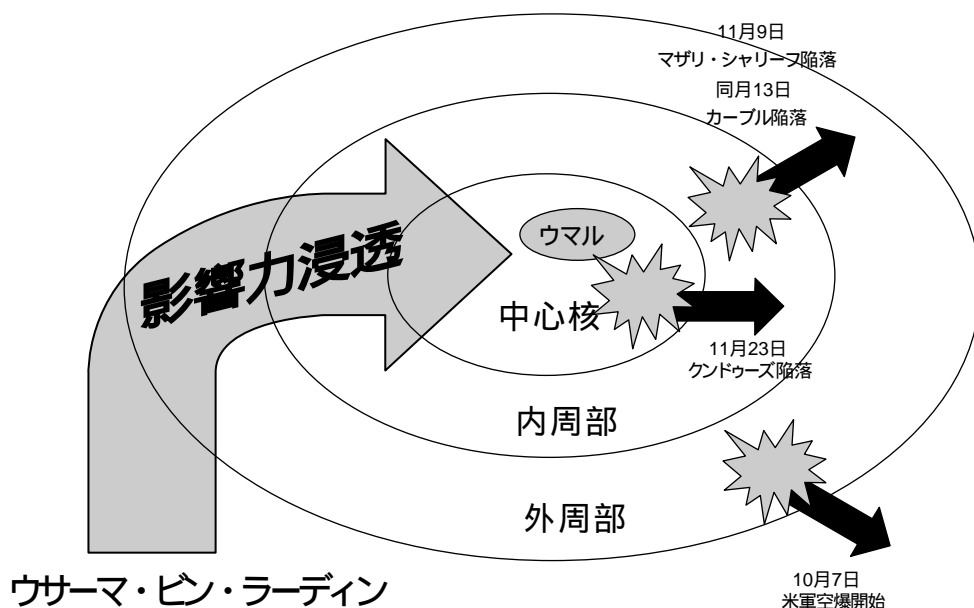 11月9日
マザリ・シャリーフ陥落
同月13日
カーブル陥落
ウマル
影響力浸透
中心核
11月23日
クンドゥーズ陥落
内周部
外周部
10月7日
米軍空爆開始
ウサーマ・ビン・ラーディン